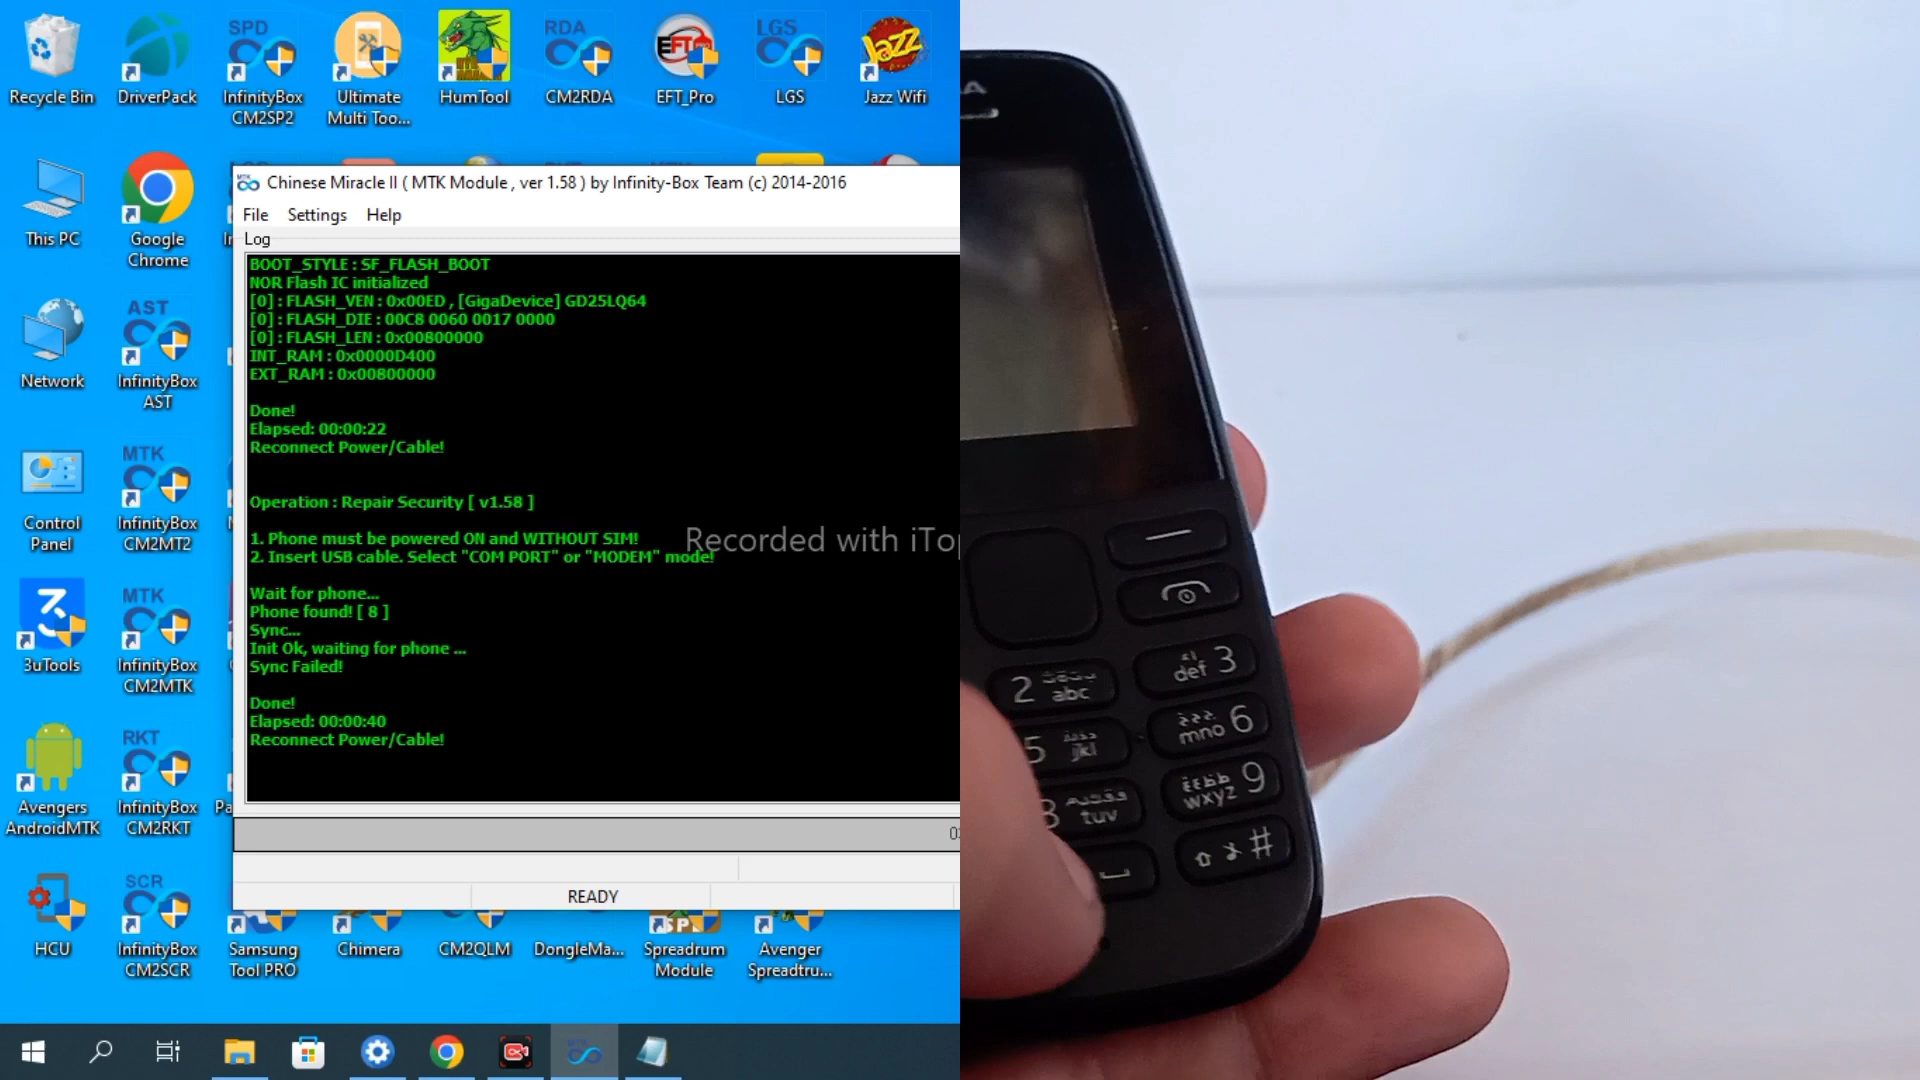 SPD
RDA
LGS
Recycle Bin
DriverPack
InfinityBox
CM2SP2
Ultimate
Multi Too...
HumTool
CM2RDA
EFT
EFT_Pro
LGS
Jazz
Jazz Wifi
This PC
Google
Chrome
AST
Network
InfinityBox
AST
MTK
Control
Panel
InfinityBox
CM2MT2
MTK
3uTools
InfinityBox
CM2MTK
RKT
Avengers
AndroidMTK
InfinityBox
CM2RKT
SCR
HCU
InfinityBox
CM2SCR
Samsung
Tool PRO
Chimera
CM2QLM
DongleMa...
Spreadrum
Module
Avenger
Spreadtru...
MTK
Chinese Miracle II ( MTK Module , ver 1.58 ) by Infinity-Box Team (c) 2014-2016
File Settings Help
Log
BOOT_STYLE : SF_FLASH_BOOT
NOR Flash IC initialized
[0] : FLASH_VEN : 0x00ED , [GigaDevice] GD25LQ64
[0] : FLASH_DIE : 00C8 0060 0017 0000
[0] : FLASH_LEN : 0x00800000
INT_RAM : 0x0000D400
EXT_RAM : 0x00800000
Done!
Elapsed: 00:00:22
Reconnect Power/Cable!
Operation : Repair Security [ v1.58 ]
1. Phone must be powered ON and WITHOUT SIM!
2. Insert USB cable. Select "COM PORT" or "MODEM" mode!
Wait for phone...
Phone found! [ 8 ]
Sync...
Init Ok, waiting for phone ...
Sync Failed!
Done!
Elapsed: 00:00:40
Reconnect Power/Cable!
Recorded with iTop
READY
def 3
2 abc
mno 6
5 jkl
wxyz 9
8 tuv
#